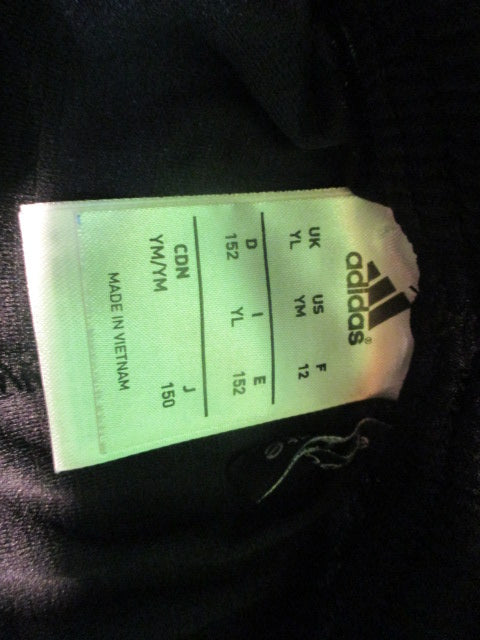 adidas®
UK US F
YL YM 12
D I E
152 YL 152
CDN J
YM/YM 150
MADE IN VIETNAM